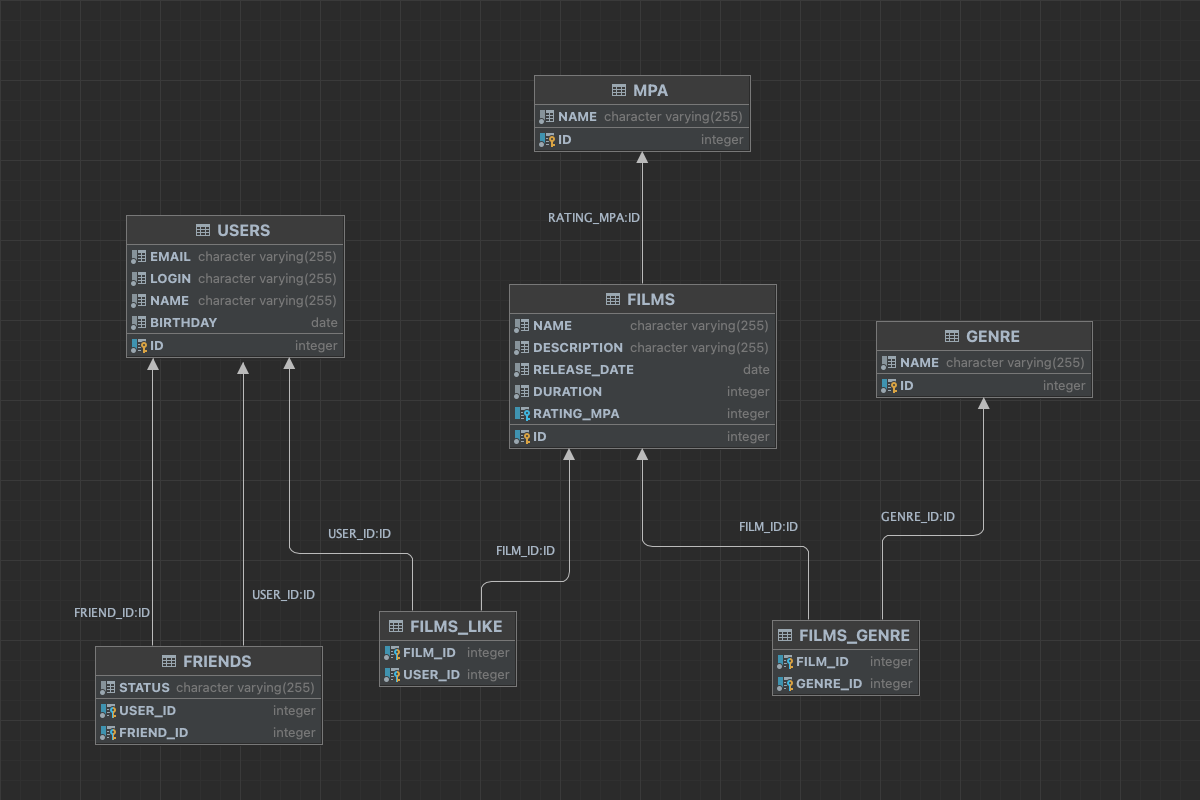 MPA
NAME character varying(255)
ID integer
RATING_MPA:ID
USERS
EMAIL character varying(255)
LOGIN character varying(255)
NAME character varying(255)
BIRTHDAY date
ID integer
FILMS
NAME character varying(255)
DESCRIPTION character varying(255)
RELEASE_DATE date
DURATION integer
RATING_MPA integer
ID integer
GENRE
NAME character varying(255)
ID integer
USER_ID:ID
FILM_ID:ID
FILM_ID:ID
GENRE_ID:ID
FRIEND_ID:ID
USER_ID:ID
FRIENDS
STATUS character varying(255)
USER_ID integer
FRIEND_ID integer
FILMS_LIKE
FILM_ID integer
USER_ID integer
FILMS_GENRE
FILM_ID integer
GENRE_ID integer